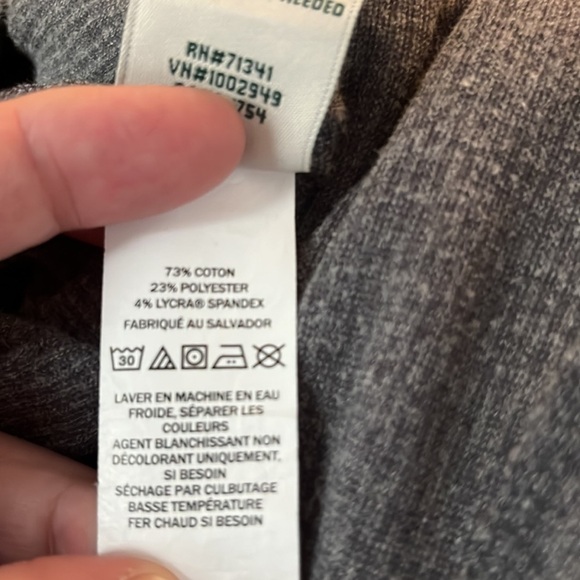 RN#71341
VN#1002949
754
73% COTON
23% POLYESTER
4% LYCRA® SPANDEX
FABRIQUÉ AU SALVADOR
30
LAVER EN MACHINE EN EAU
FROIDE, SÉPARER LES
COULEURS
AGENT BLANCHISSANT NON
DÉCOLORANT UNIQUEMENT,
SI BESOIN
SÉCHAGE PAR CULBUTAGE
BASSE TEMPÉRATURE
FER CHAUD SI BESOIN